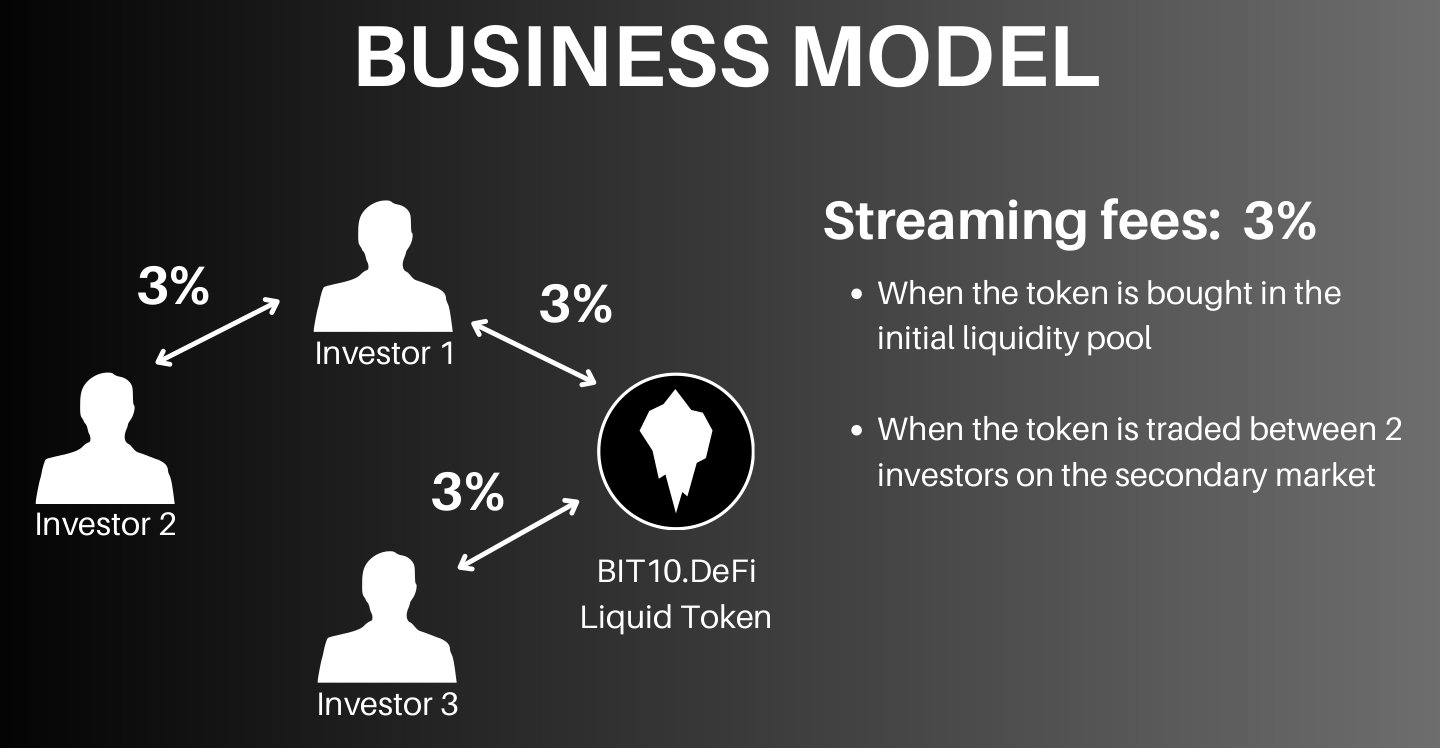 BUSINESS MODEL
3%
Investor 1
3%
Investor 2
3%
Investor 3
BIT10.DeFi
Liquid Token
Streaming fees: 3%
• When the token is bought in the
initial liquidity pool
• When the token is traded between 2
investors on the secondary market